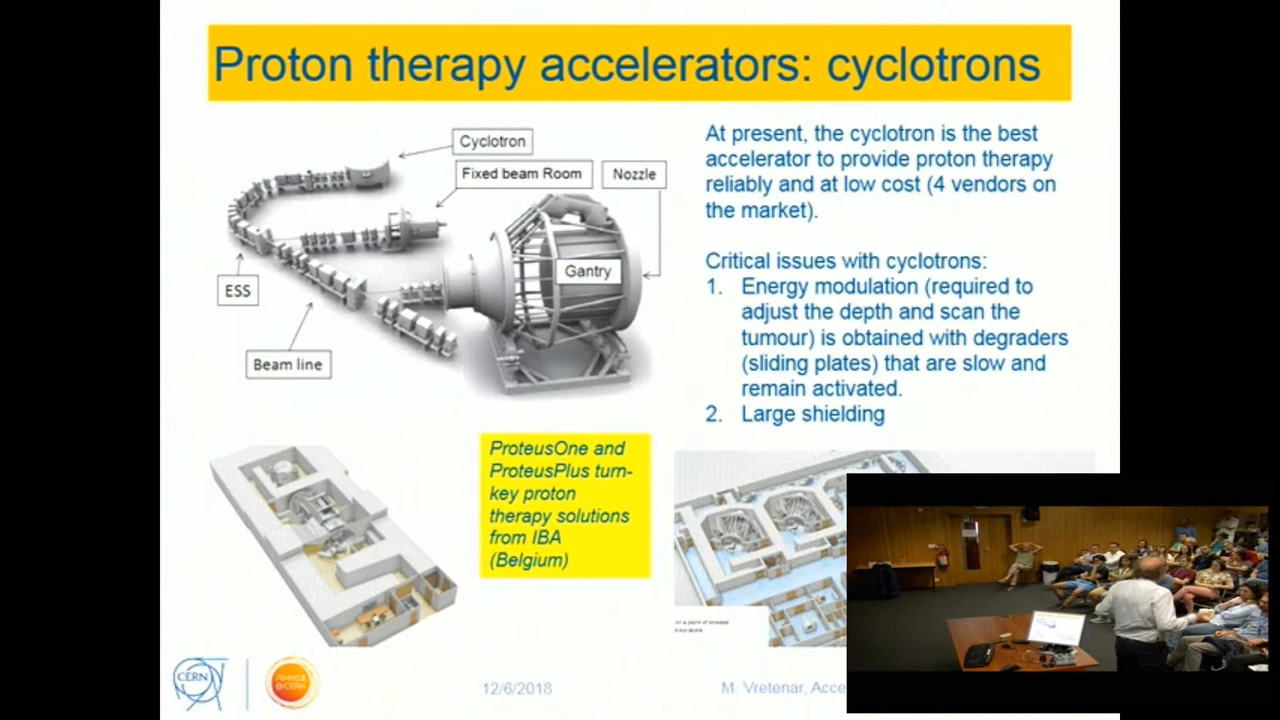 Proton therapy accelerators: cyclotrons
Cyclotron
Fixed beam Room
Nozzle
Gantry
ESS
Beam line
At present, the cyclotron is the best
accelerator to provide proton therapy
reliably and at low cost (4 vendors on
the market).
Critical issues with cyclotrons:
1. Energy modulation (required to
adjust the depth and scan the
tumour) is obtained with degraders
(sliding plates) that are slow and
remain activated.
2. Large shielding
ProteusOne and
ProteusPlus turn-
key proton
therapy solutions
from IBA
(Belgium)
CERN
12/6/2018
M. Vretenar, Acce